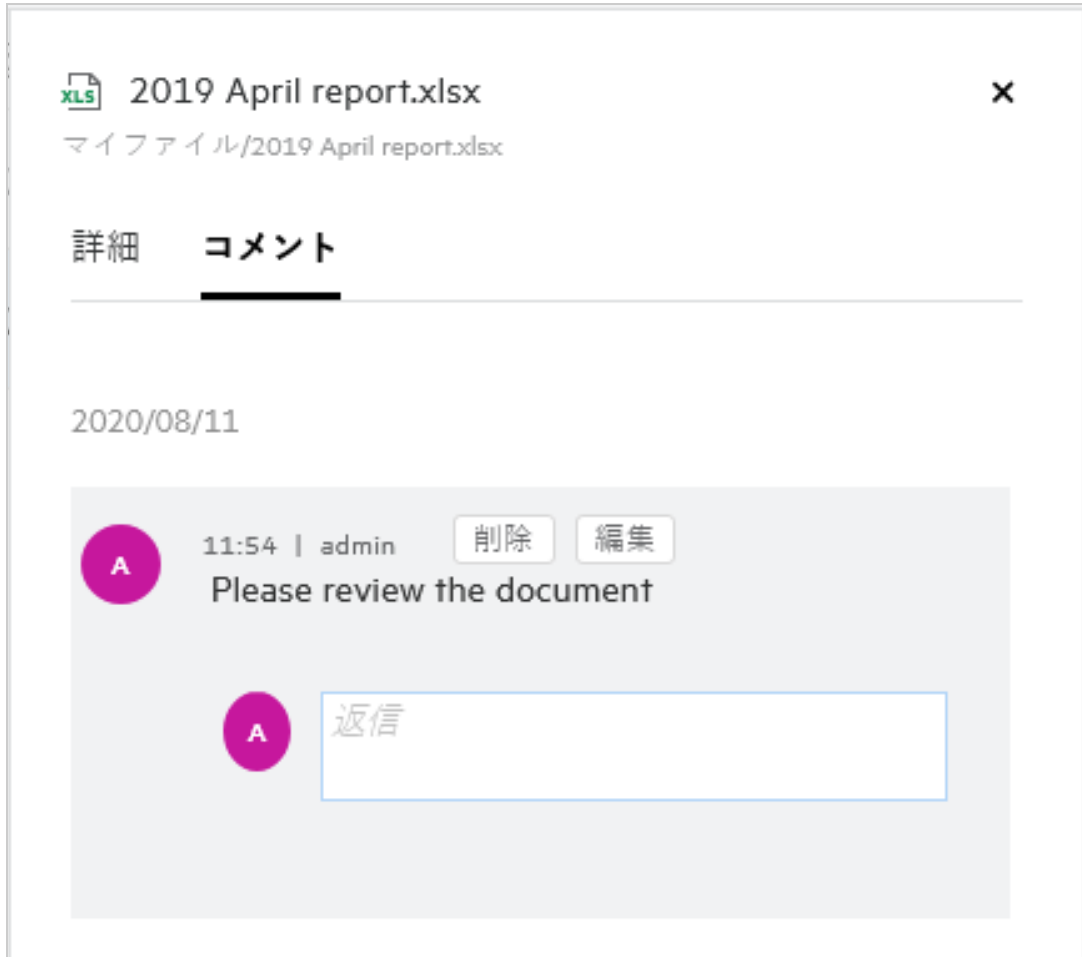 XLS 2019 April report.xlsx ×
マイファイル/2019 April report.xlsx
詳細 コメント
2020/08/11
A 11:54 | admin 削除 編集
Please review the document
A 返信